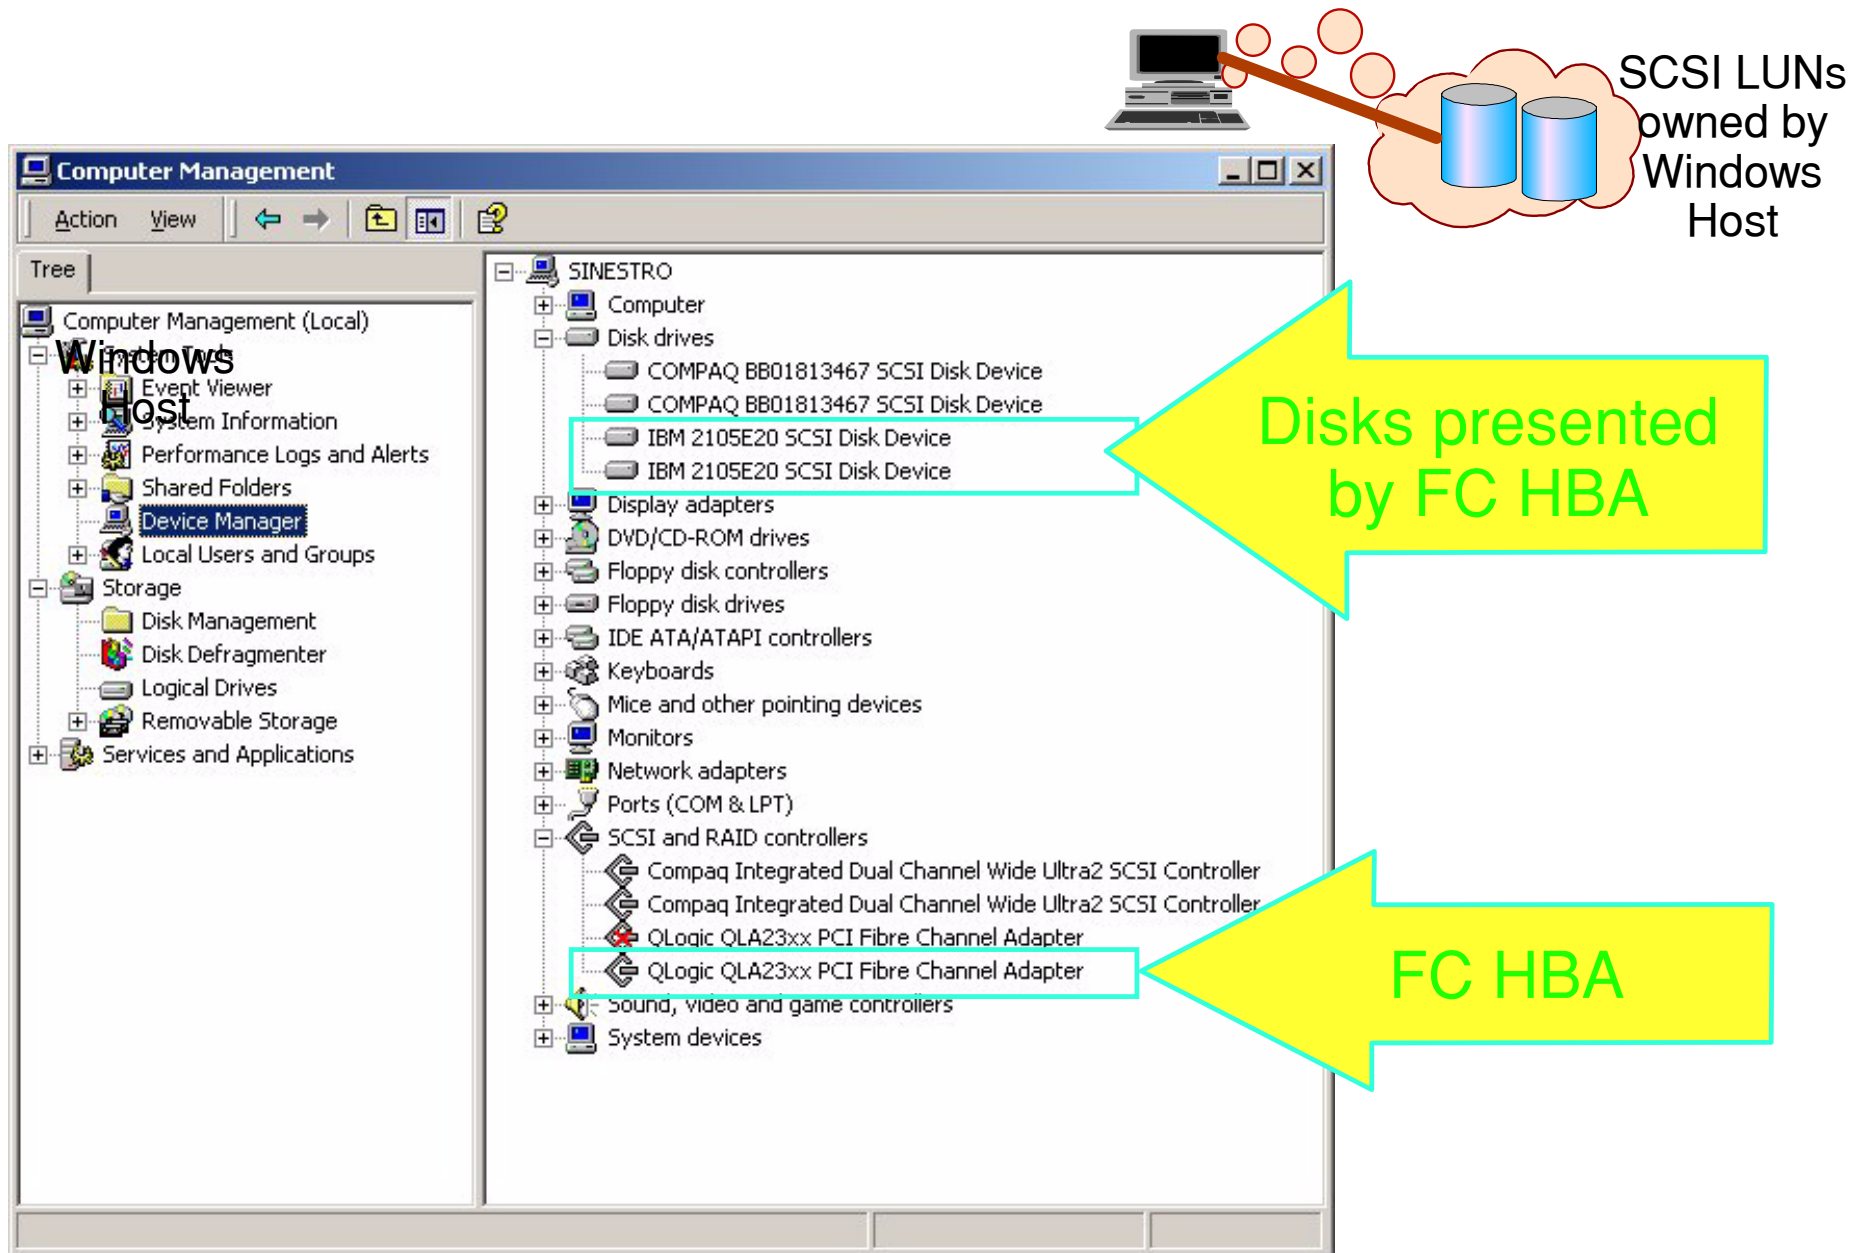 SCSI LUNs
owned by
Windows
Host
Computer Management
Action View
Tree
Computer Management (Local)
System Tools
Windows
Host
Event Viewer
System Information
Performance Logs and Alerts
Shared Folders
Device Manager
Local Users and Groups
Storage
Disk Management
Disk Defragmenter
Logical Drives
Removable Storage
Services and Applications
SINESTRO
Computer
Disk drives
COMPAQ BB01813467 SCSI Disk Device
COMPAQ BB01813467 SCSI Disk Device
IBM 2105E20 SCSI Disk Device
IBM 2105E20 SCSI Disk Device
Display adapters
DVD/CD-ROM drives
Floppy disk controllers
Floppy disk drives
IDE ATA/ATAPI controllers
Keyboards
Mice and other pointing devices
Monitors
Network adapters
Ports (COM & LPT)
SCSI and RAID controllers
Compaq Integrated Dual Channel Wide Ultra2 SCSI Controller
Compaq Integrated Dual Channel Wide Ultra2 SCSI Controller
QLogic QLA23xx PCI Fibre Channel Adapter
QLogic QLA23xx PCI Fibre Channel Adapter
Sound, video and game controllers
System devices
Disks presented
by FC HBA
FC HBA